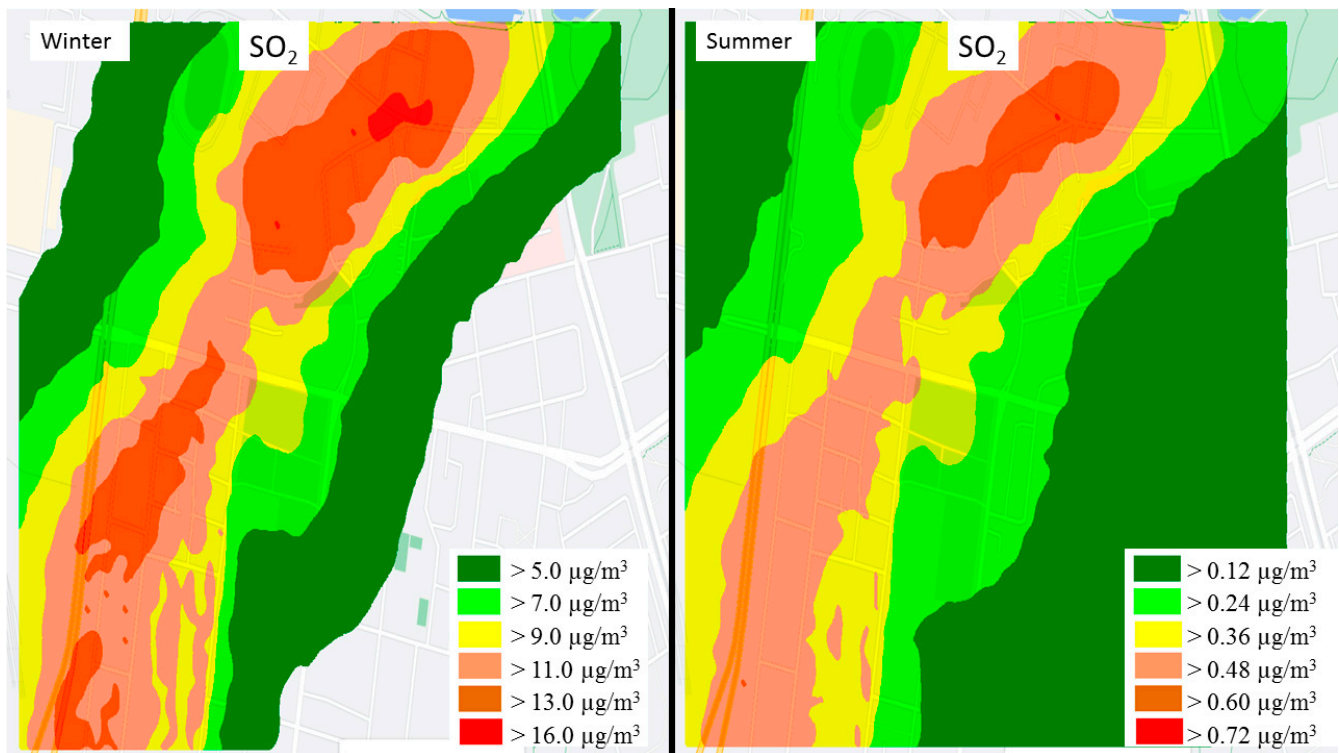 Winter
SO₂
> 5.0 µg/m³
> 7.0 µg/m³
> 9.0 µg/m³
> 11.0 µg/m³
> 13.0 µg/m³
> 16.0 µg/m³
Summer
SO₂
> 0.12 µg/m³
> 0.24 µg/m³
> 0.36 µg/m³
> 0.48 µg/m³
> 0.60 µg/m³
> 0.72 µg/m³